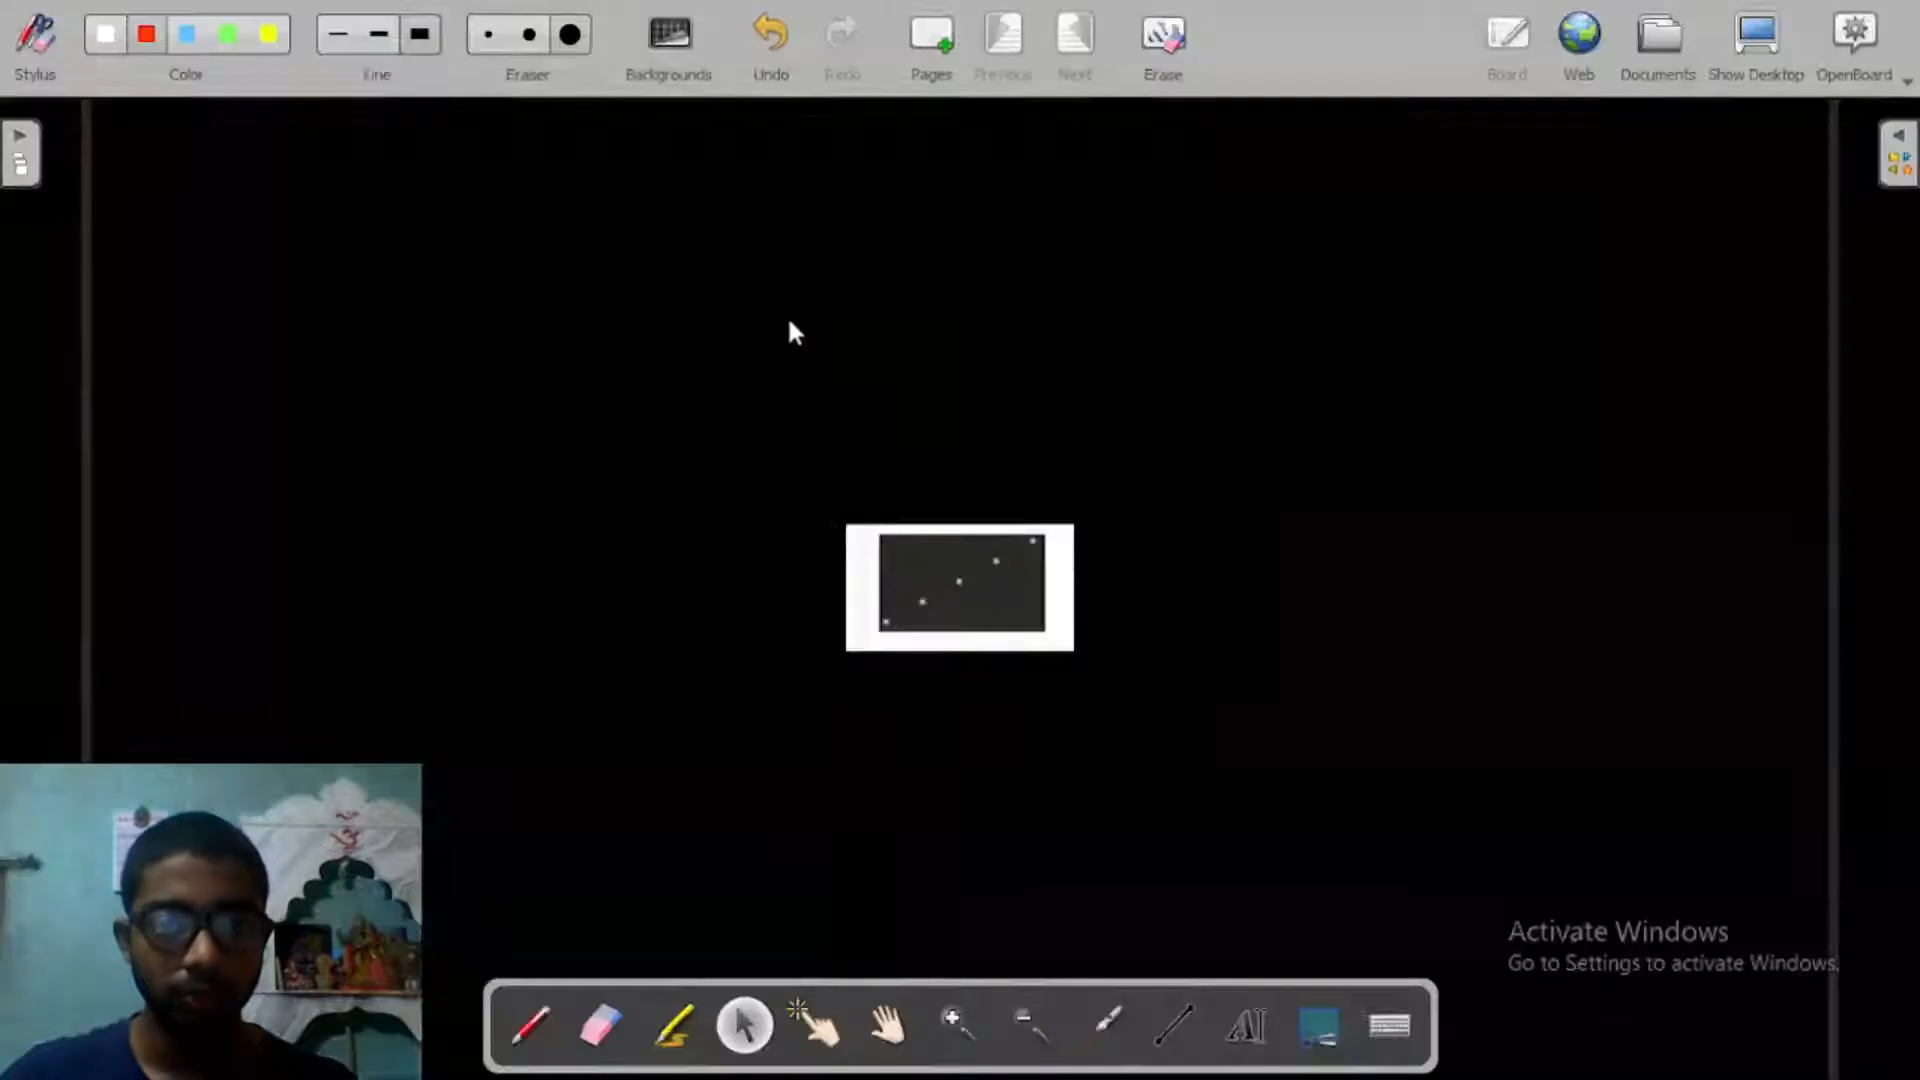 Stylus
Color
Line
Eraser
Backgrounds
Undo
Redo
Pages
Previous
Next
Erase
Board
Web
Documents
Show Desktop
OpenBoard
Activate Windows
Go to Settings to activate Windows.